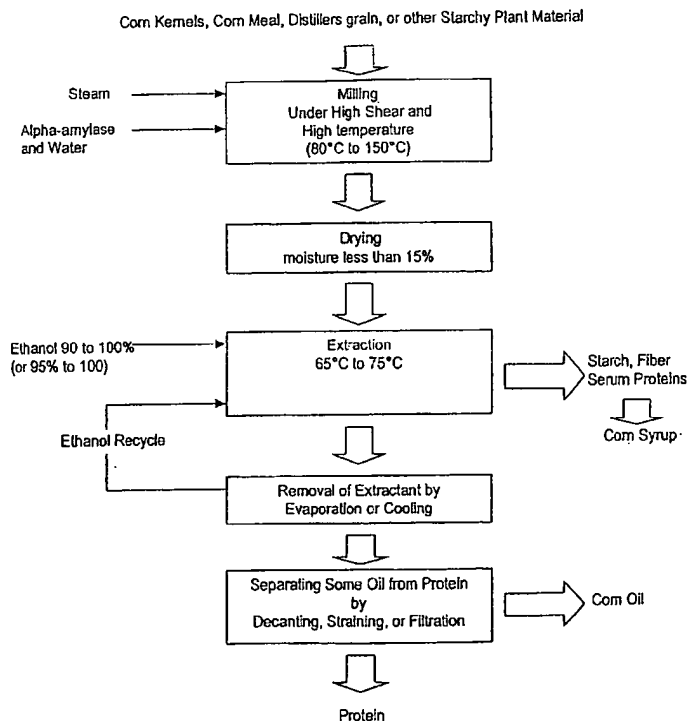 Corn Kernels, Corn Meal, Distillers grain, or other Starchy Plant Material
Steam
Alpha-amylase
and Water
Milling
Under High Shear and
High temperature
(80°C to 150°C)
Drying
moisture less than 15%
Ethanol 90 to 100%
(or 95% to 100)
Extraction
65°C to 75°C
Starch, Fiber
Serum Proteins
Corn Syrup
Ethanol Recycle
Removal of Extractant by
Evaporation or Cooling
Separating Some Oil from Protein
by
Decanting, Straining, or Filtration
Corn Oil
Protein